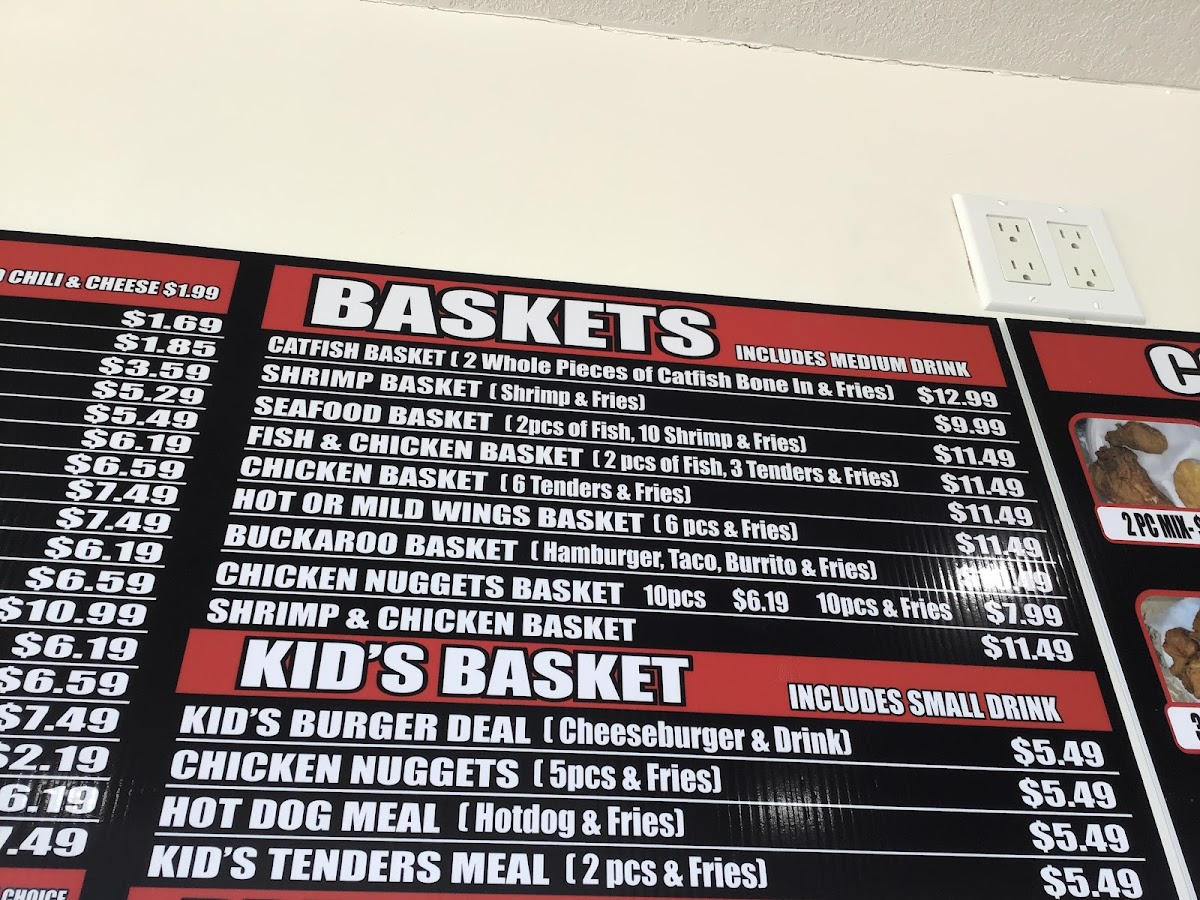 CHILI & CHEESE $1.99
$1.69
$1.85
$3.59
$5.29
$5.49
$6.19
$6.59
$7.49
$7.49
$6.19
$6.59
$10.99
$6.19
$6.59
$7.49
$2.19
6.19
7.49
CHOICE
BASKETS INCLUDES MEDIUM DRINK
CATFISH BASKET ( 2 Whole Pieces of Catfish Bone In & Fries) $12.99
SHRIMP BASKET ( Shrimp & Fries) $9.99
SEAFOOD BASKET ( 2pcs of Fish, 10 Shrimp & Fries) $11.49
FISH & CHICKEN BASKET ( 2 pcs of Fish, 3 Tenders & Fries) $11.49
CHICKEN BASKET ( 6 Tenders & Fries) $11.49
HOT OR MILD WINGS BASKET ( 6 pcs & Fries) $11.49
BUCKAROO BASKET ( Hamburger, Taco, Burrito & Fries)
CHICKEN NUGGETS BASKET 10pcs $6.19 10pcs & Fries $7.99
SHRIMP & CHICKEN BASKET $11.49
KID'S BASKET INCLUDES SMALL DRINK
KID'S BURGER DEAL ( Cheeseburger & Drink) $5.49
CHICKEN NUGGETS ( 5pcs & Fries) $5.49
HOT DOG MEAL ( Hotdog & Fries) $5.49
KID'S TENDERS MEAL ( 2 pcs & Fries) $5.49
2 PC MIX-